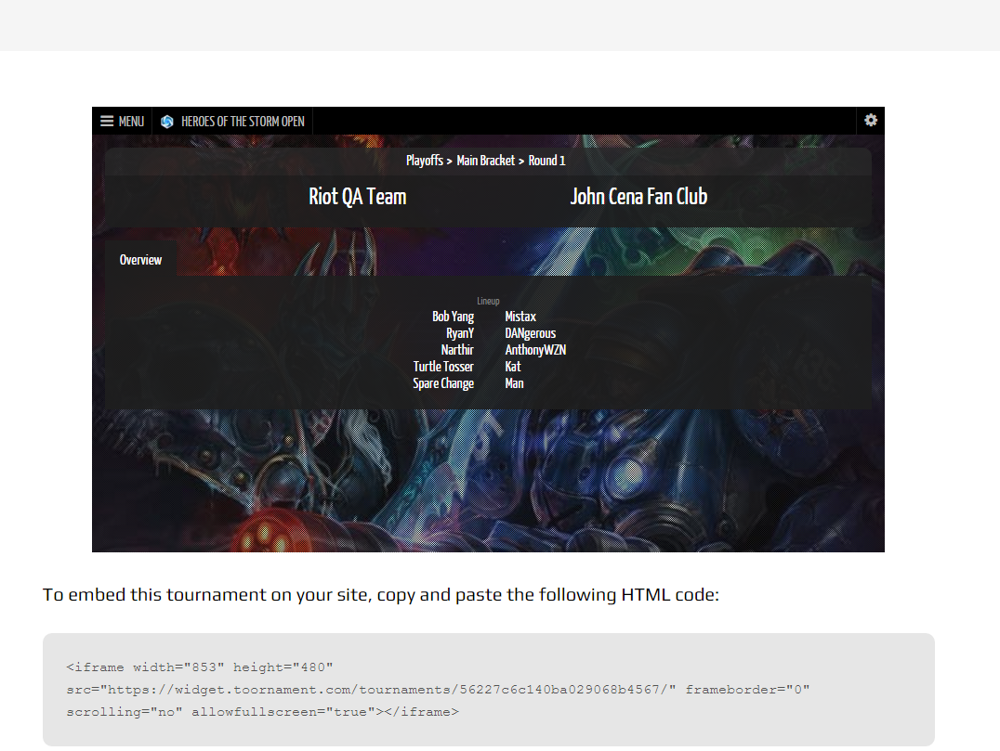 MENU HEROES OF THE STORM OPEN
Playoffs > Main Bracket > Round 1
Riot QA Team John Cena Fan Club
Overview
Lineup
Bob Yang Mistax
RyanY DANgerous
Narthir AnthonyWZN
Turtle Tosser Kat
Spare Change Man
To embed this tournament on your site, copy and paste the following HTML code:
<iframe width="853" height="480"
src="https://widget.toornament.com/tournaments/56227c6c140ba029068b4567/" frameborder="0"
scrolling="no" allowfullscreen="true"></iframe>